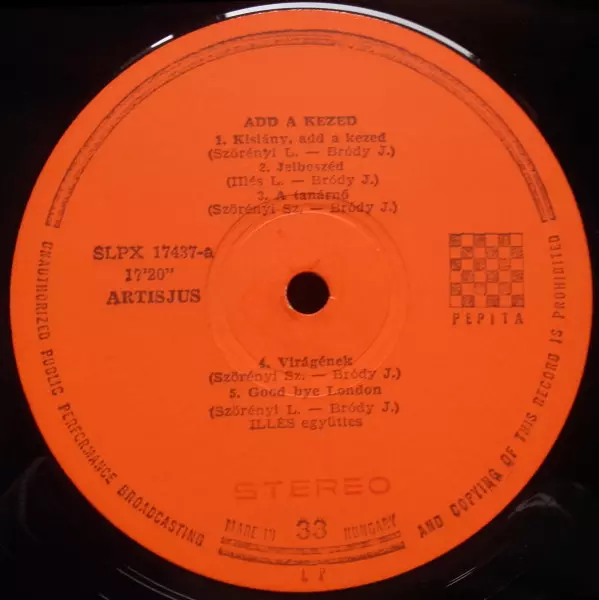 ADD A KEZED
1. Kislány, add a kezed
(Szörényi L. — Bródy J.)
2. Jelbeszéd
(Illés L. — Bródy J.)
3. A tanárnő
(Szörényi Sz. — Bródy J.)
SLPX 17437-a
17'20"
ARTISJUS
PEPITA
4. Virágének
(Szörényi Sz. — Bródy J.)
5. Good bye London
(Szörényi L. — Bródy J.)
ILLÉS együttes
STEREO
MADE IN 33 HUNGARY
LP
UNAUTHORIZED PUBLIC PERFORMANCE BROADCASTING AND COPYING OF THIS RECORD IS PROHIBITED